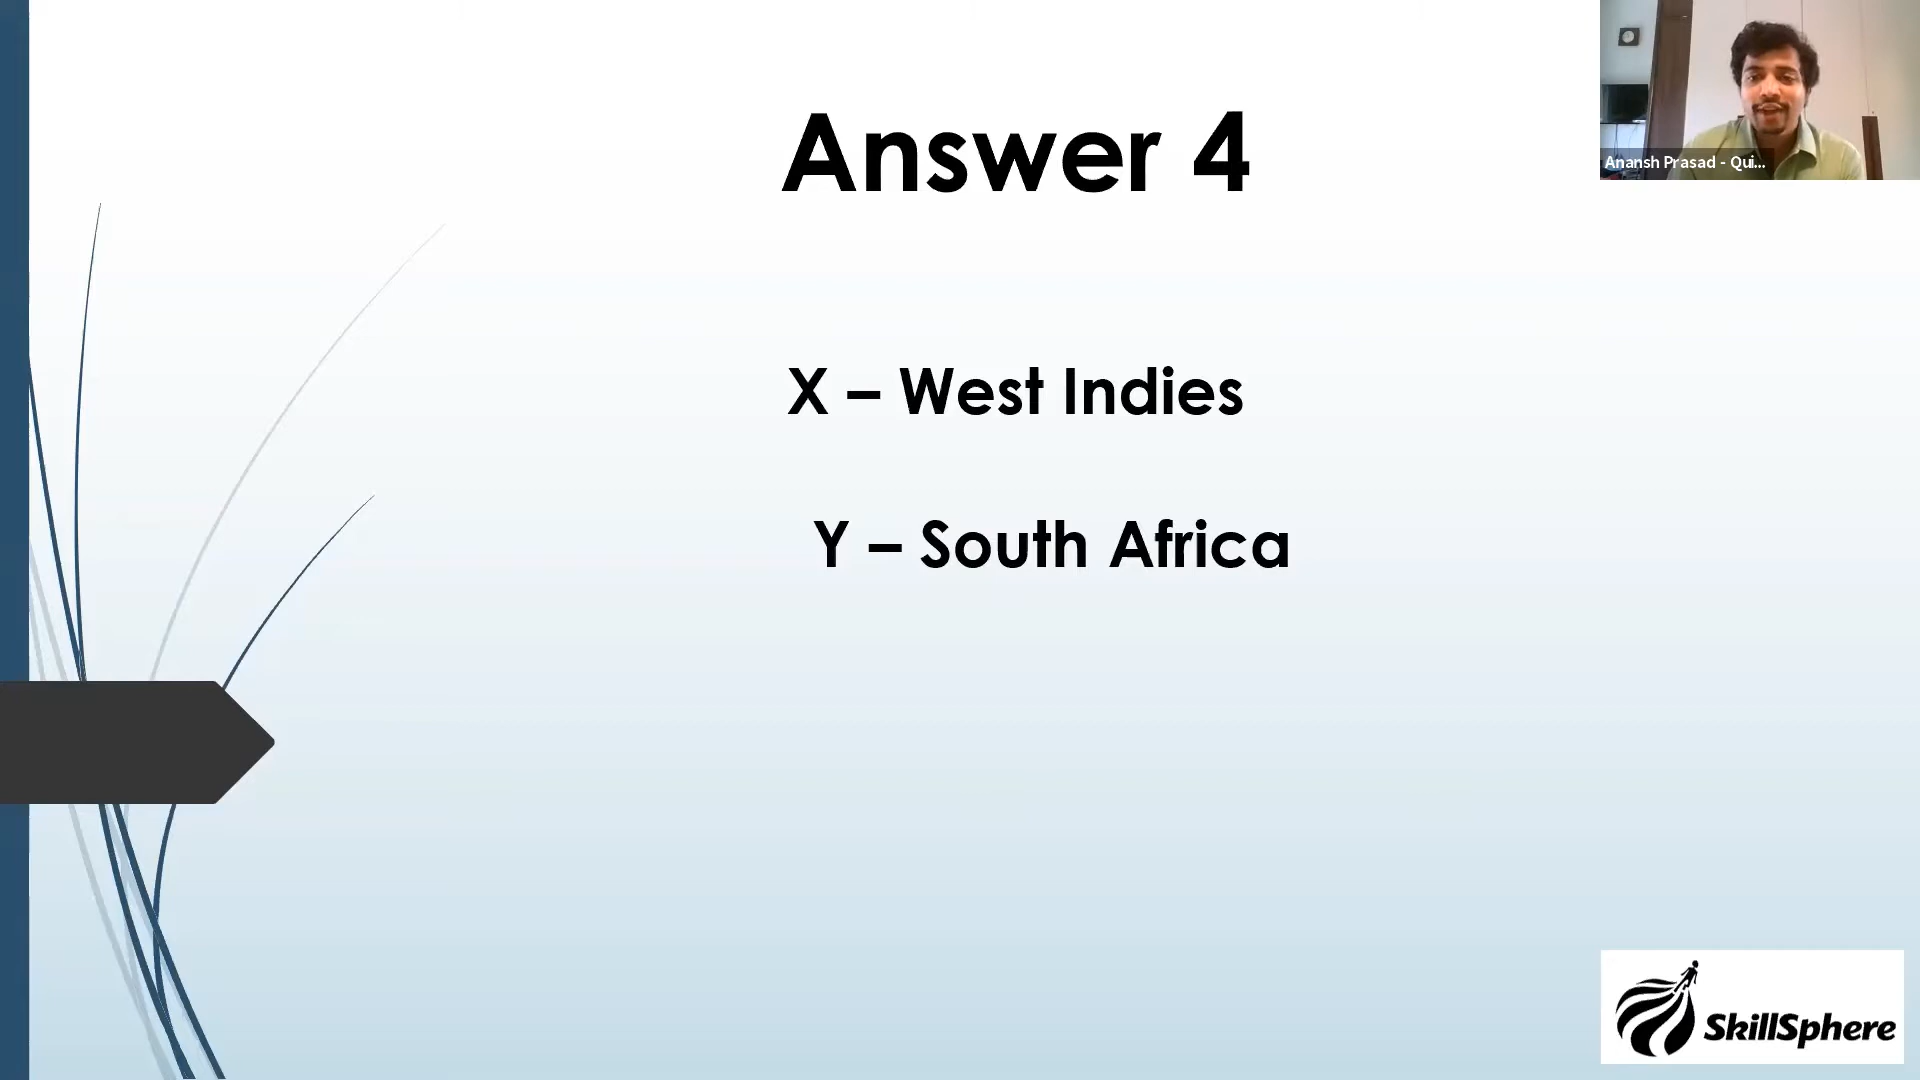 Answer 4
Anansh Prasad - Qui...
X – West Indies
Y – South Africa
SkillSphere